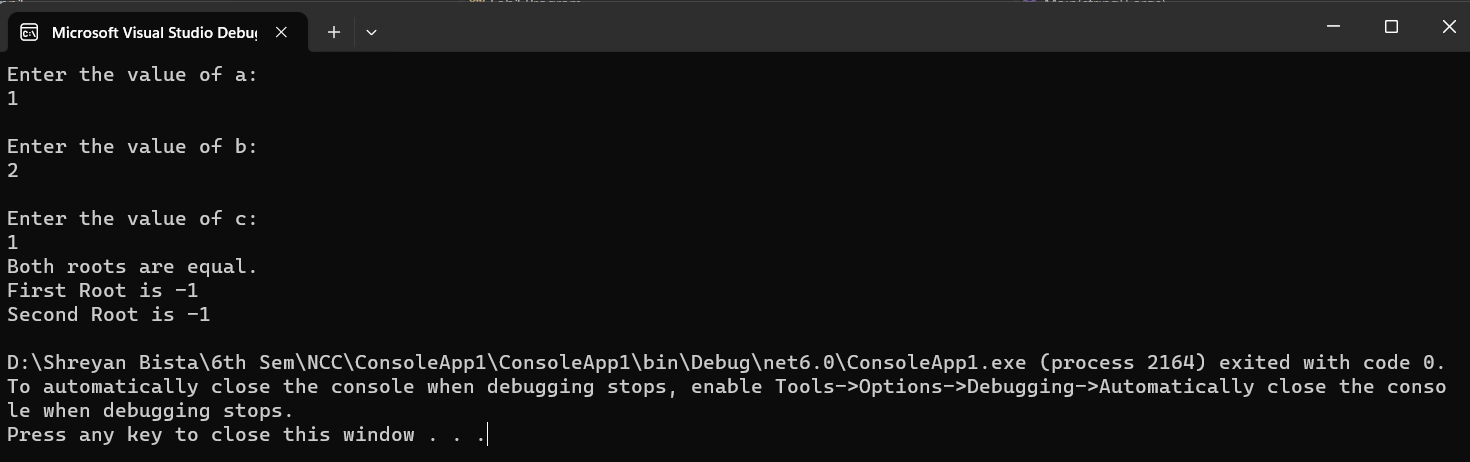 Microsoft Visual Studio Debug
Enter the value of a:
1
Enter the value of b:
2
Enter the value of c:
1
Both roots are equal.
First Root is -1
Second Root is -1
D:\Shreyan Bista\6th Sem\NCC\ConsoleApp1\ConsoleApp1\bin\Debug\net6.0\ConsoleApp1.exe (process 2164) exited with code 0.
To automatically close the console when debugging stops, enable Tools->Options->Debugging->Automatically close the conso
le when debugging stops.
Press any key to close this window . . .